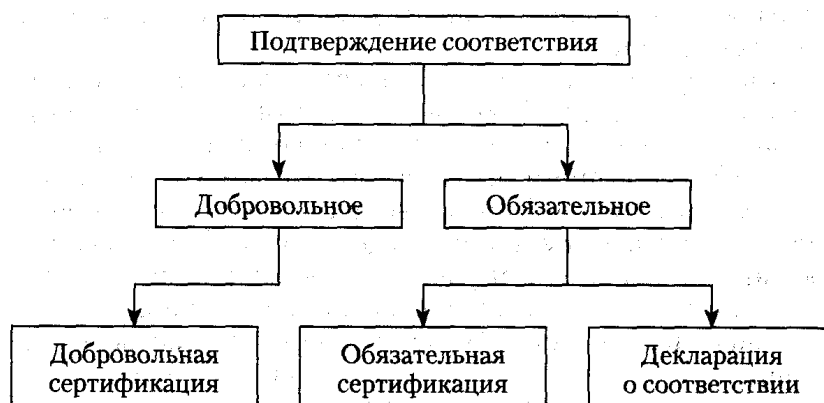 Подтверждение соответствия
Добровольное
Обязательное
Добровольная
сертификация
Обязательная
сертификация
Декларация
о соответствии